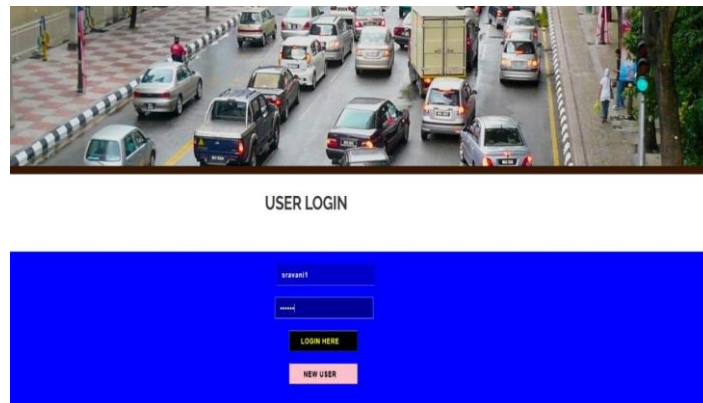 USER LOGIN
sravani1
••••••
LOGIN HERE
NEW USER